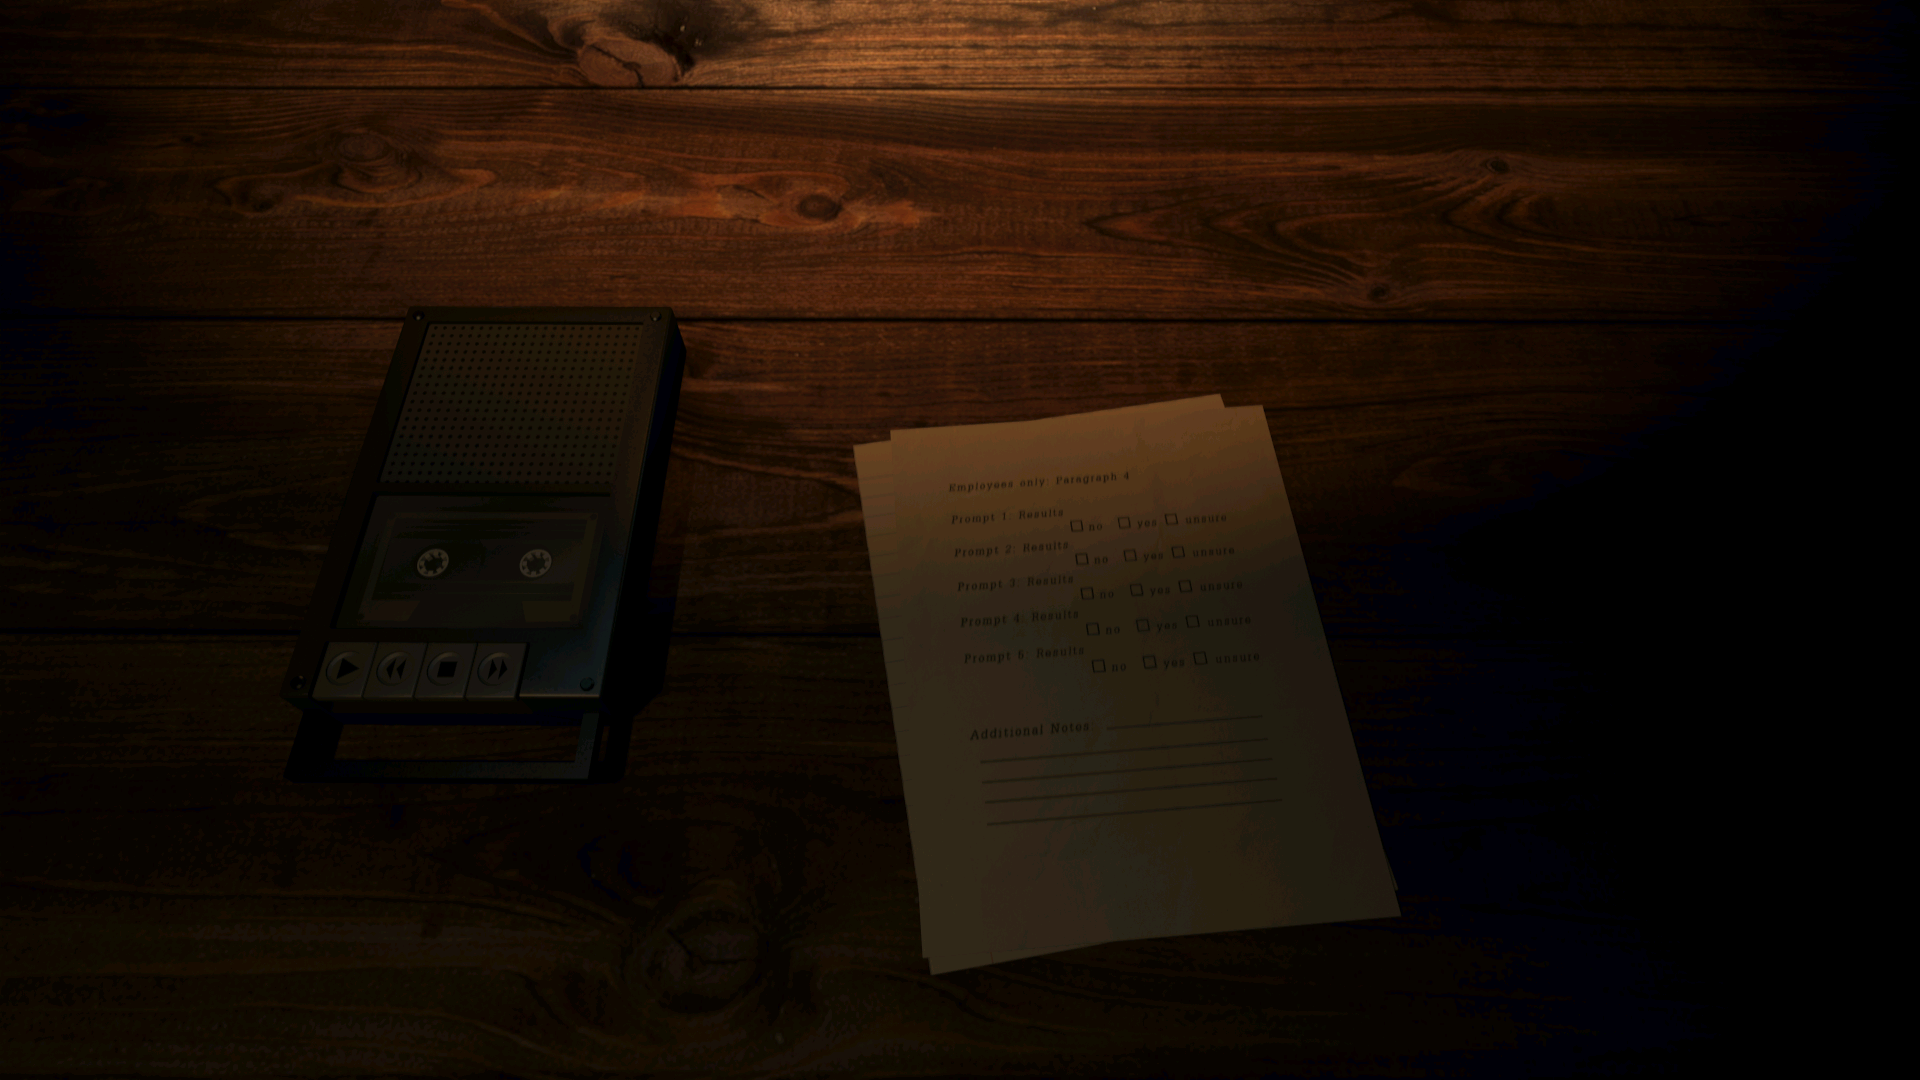 Employees only: Paragraph 4
Prompt 1: Results no yes unsure
Prompt 2: Results no yes unsure
Prompt 3: Results no yes unsure
Prompt 4: Results no yes unsure
Prompt 6: Results no yes unsure
Additional Notes